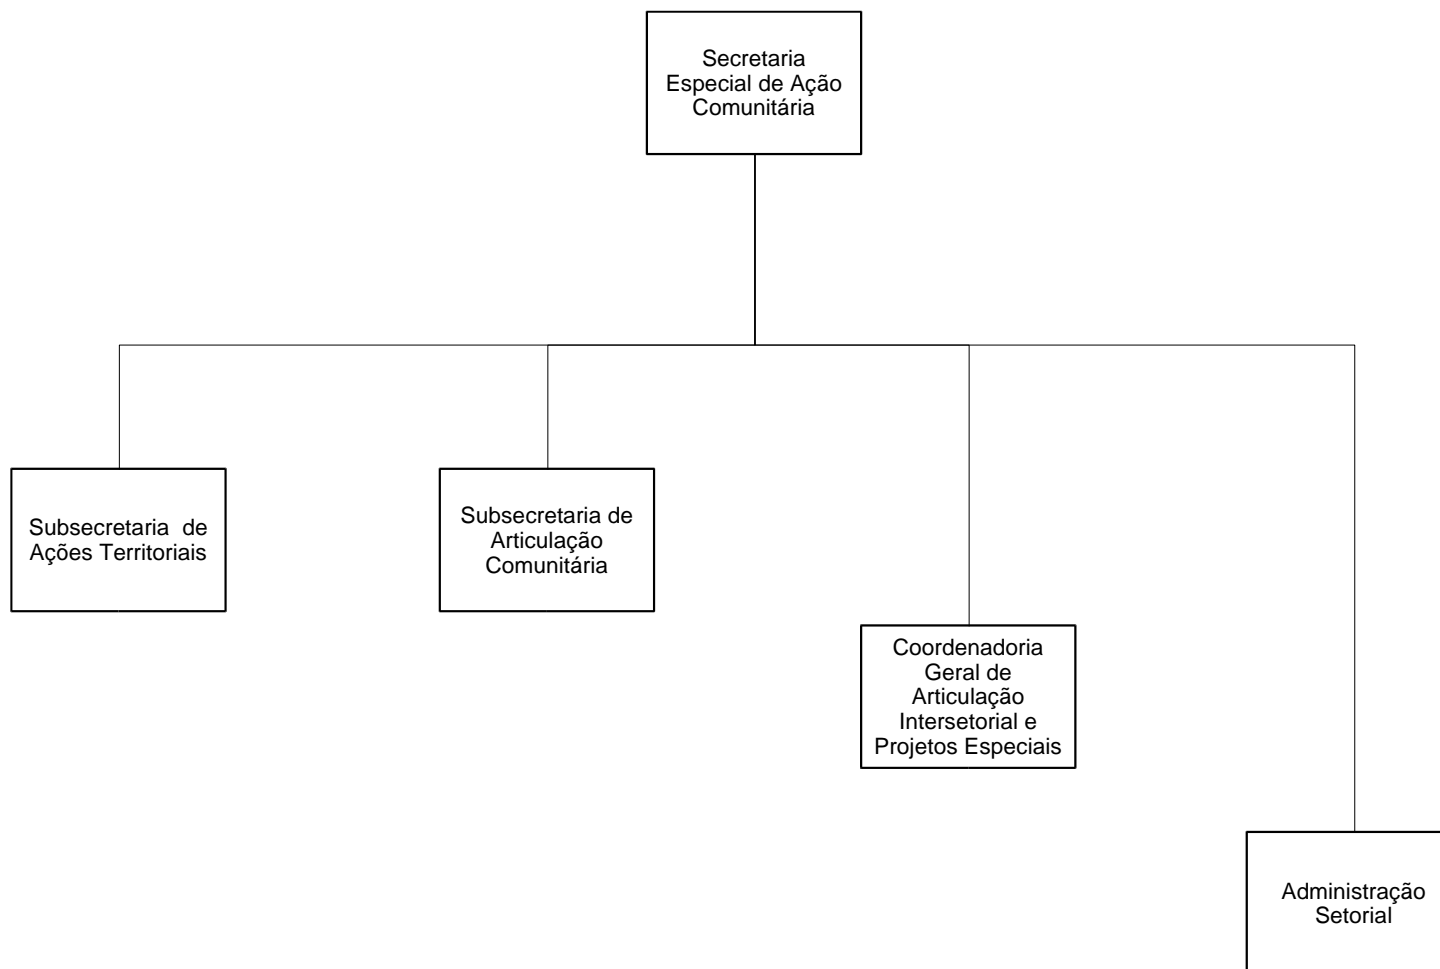 Secretaria
Especial de Ação
Comunitária
Subsecretaria de
Ações Territoriais
Subsecretaria de
Articulação
Comunitária
Coordenadoria
Geral de
Articulação
Intersetorial e
Projetos Especiais
Administração
Setorial